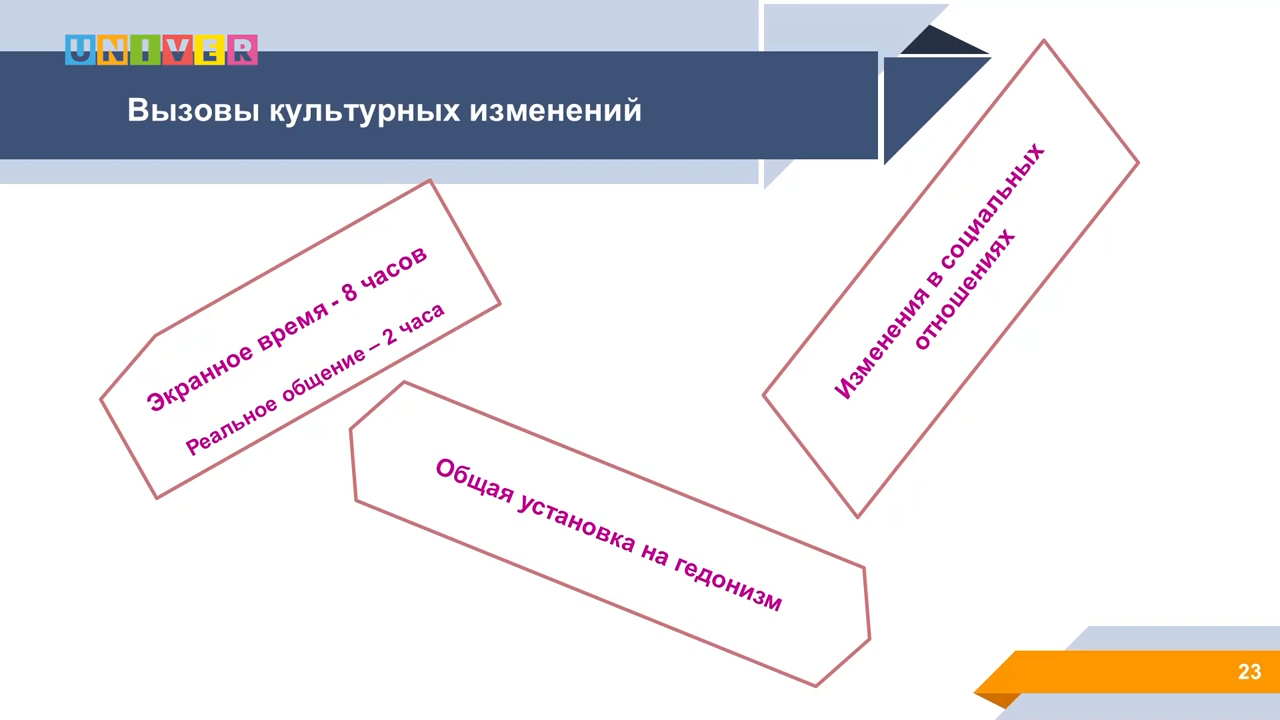 UNIVER
Вызовы культурных изменений
Экранное время - 8 часов
Реальное общение – 2 часа
Общая установка на гедонизм
Изменения в социальных
отношениях
23